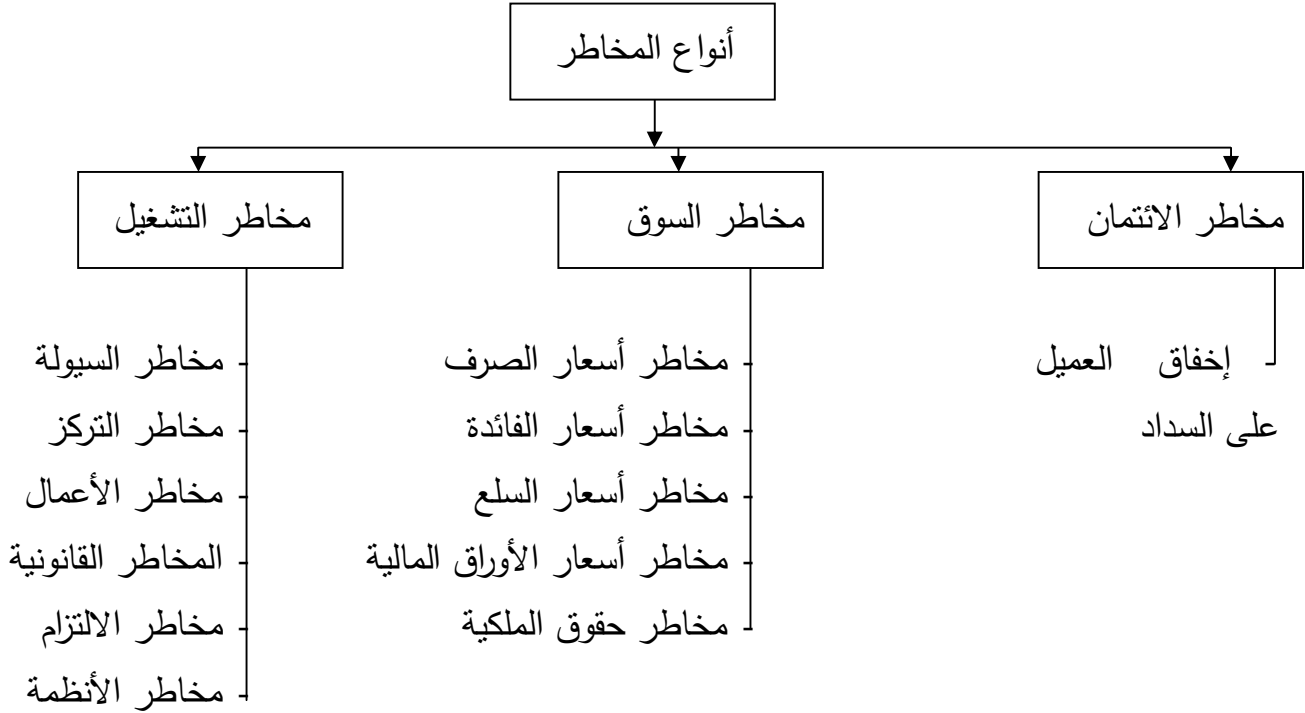 أنواع المخاطر
مخاطر الائتمان
- إخفاق العميل
على السداد
مخاطر السوق
- مخاطر أسعار الصرف
- مخاطر أسعار الفائدة
- مخاطر أسعار السلع
- مخاطر أسعار الأوراق المالية
- مخاطر حقوق الملكية
مخاطر التشغيل
- مخاطر السيولة
- مخاطر التركز
- مخاطر الأعمال
- المخاطر القانونية
- مخاطر الالتزام
- مخاطر الأنظمة